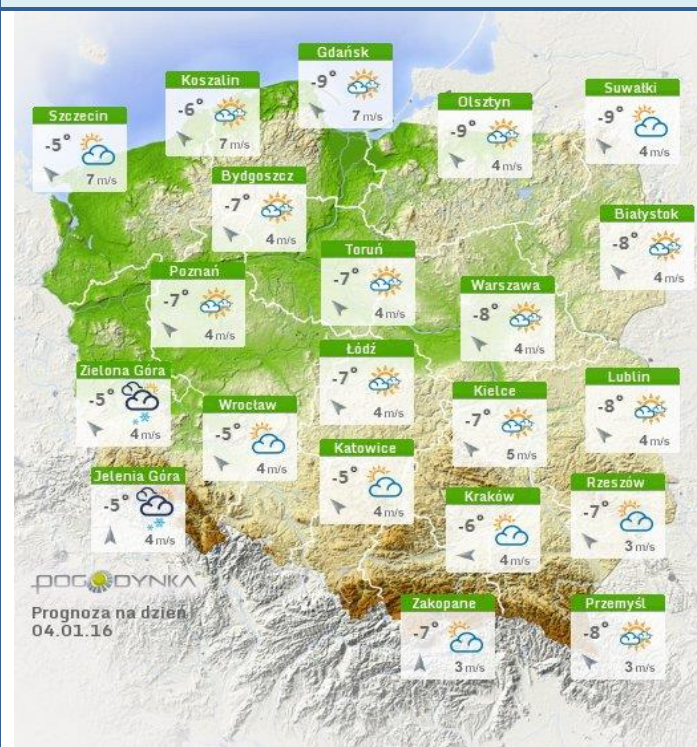 Gdańsk
-9°
7 m/s
Koszalin
-6°
7 m/s
Szczecin
-5°
7 m/s
Olsztyn
-9°
4 m/s
Suwałki
-9°
4 m/s
Bydgoszcz
-7°
4 m/s
Białystok
-8°
4 m/s
Toruń
-7°
4 m/s
Poznań
-7°
4 m/s
Warszawa
-8°
4 m/s
Łódź
-7°
4 m/s
Zielona Góra
-5°
4 m/s
Wrocław
-5°
4 m/s
Kielce
-7°
5 m/s
Lublin
-8°
4 m/s
Katowice
-5°
4 m/s
Jelenia Góra
-5°
4 m/s
Kraków
-6°
4 m/s
Rzeszów
-7°
3 m/s
POGODYNKA
Prognoza na dzień
04.01.16
Zakopane
-7°
3 m/s
Przemyśl
-8°
3 m/s